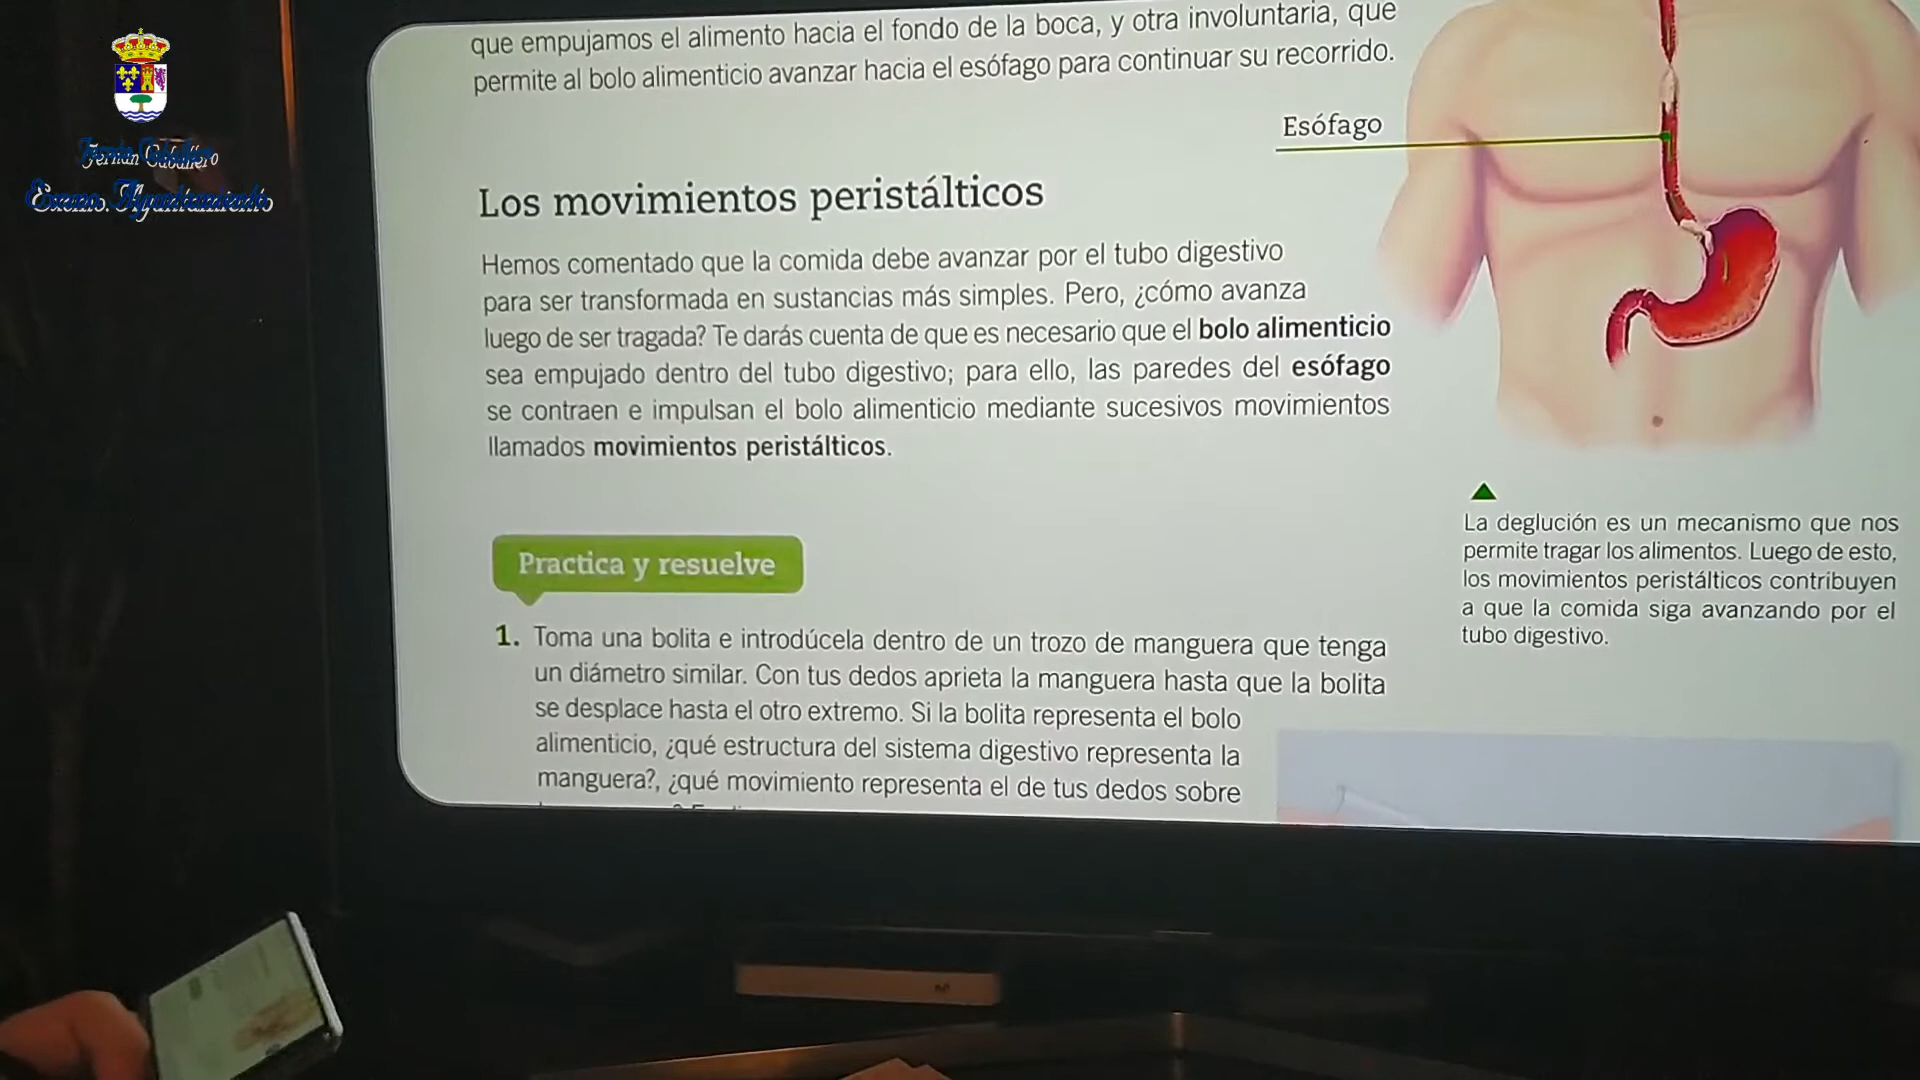 Fernán Caballero
Excmo. Ayuntamiento
que empujamos el alimento hacia el fondo de la boca, y otra involuntaria, que
permite al bolo alimenticio avanzar hacia el esófago para continuar su recorrido.
Esófago
Los movimientos peristálticos
Hemos comentado que la comida debe avanzar por el tubo digestivo
para ser transformada en sustancias más simples. Pero, ¿cómo avanza
luego de ser tragada? Te darás cuenta de que es necesario que el bolo alimenticio
sea empujado dentro del tubo digestivo; para ello, las paredes del esófago
se contraen e impulsan el bolo alimenticio mediante sucesivos movimientos
llamados movimientos peristálticos.
La deglución es un mecanismo que nos
permite tragar los alimentos. Luego de esto,
los movimientos peristálticos contribuyen
a que la comida siga avanzando por el
tubo digestivo.
Practica y resuelve
1. Toma una bolita e introdúcela dentro de un trozo de manguera que tenga
un diámetro similar. Con tus dedos aprieta la manguera hasta que la bolita
se desplace hasta el otro extremo. Si la bolita representa el bolo
alimenticio, ¿qué estructura del sistema digestivo representa la
manguera?, ¿qué movimiento representa el de tus dedos sobre